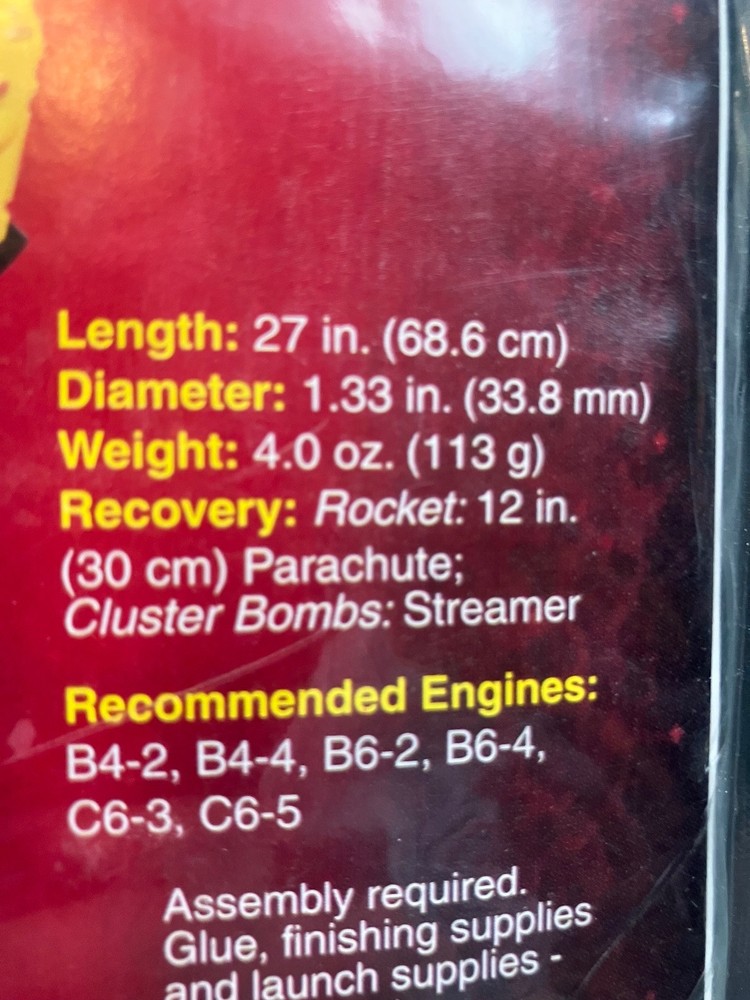 Length: 27 in. (68.6 cm)
Diameter: 1.33 in. (33.8 mm)
Weight: 4.0 oz. (113 g)
Recovery: Rocket: 12 in.
(30 cm) Parachute;
Cluster Bombs: Streamer
Recommended Engines:
B4-2, B4-4, B6-2, B6-4,
C6-3, C6-5
Assembly required.
Glue, finishing supplies
and launch supplies -